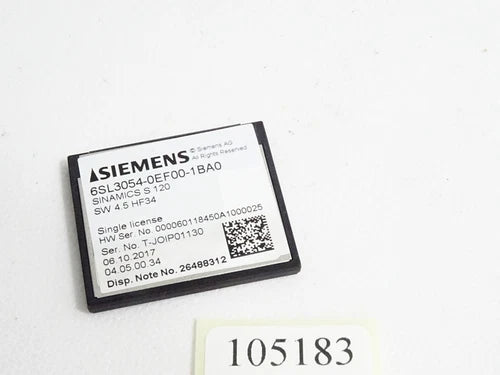 SIEMENS © Siemens AG
All Rights Reserved
6SL3054-0EF00-1BA0
SINAMICS S 120
SW 4.5 HF34
Single license
HW Ser. No. 000060118450A1000025
Ser. No. T-JOIP01130
06.10.2017
04.05.00.34
Disp. Note No. 26488312
105183